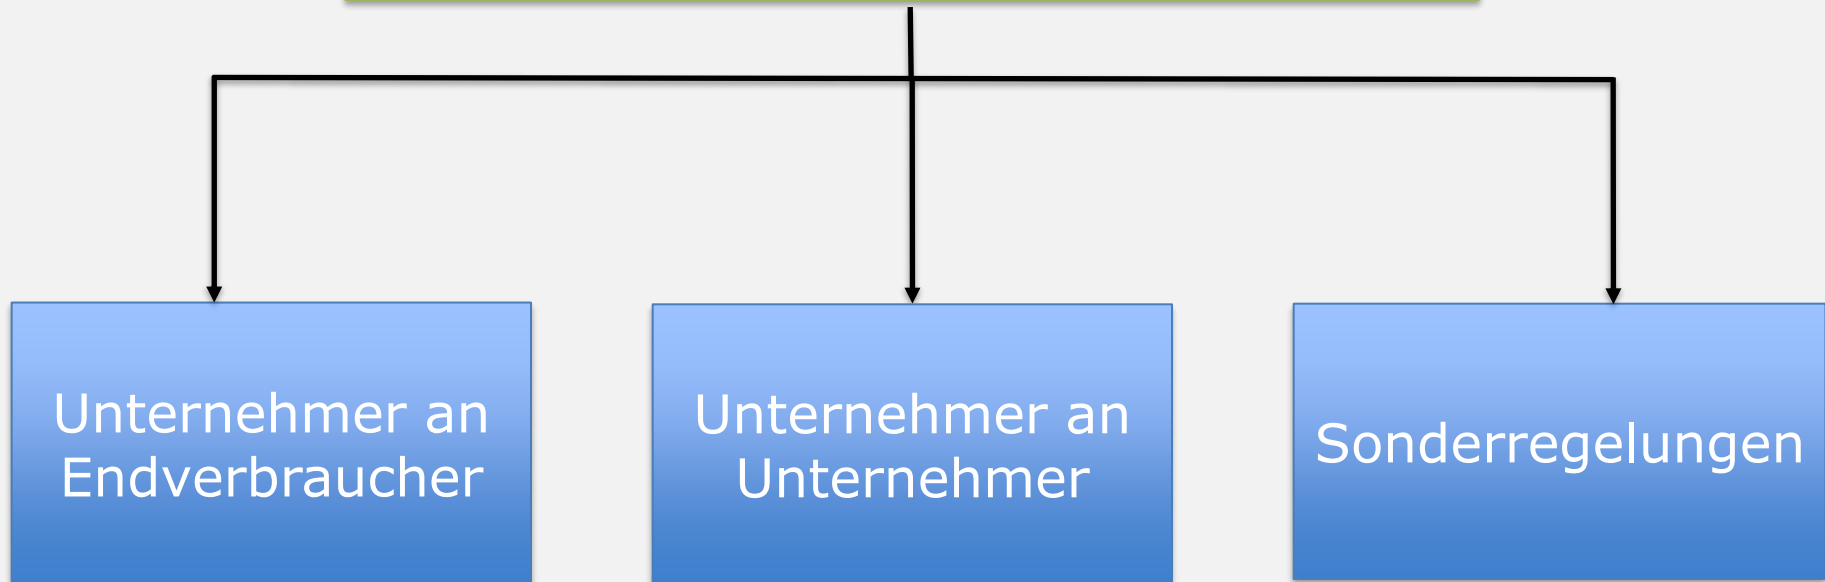 Unternehmer an
Endverbraucher
Unternehmer an
Unternehmer
Sonderregelungen